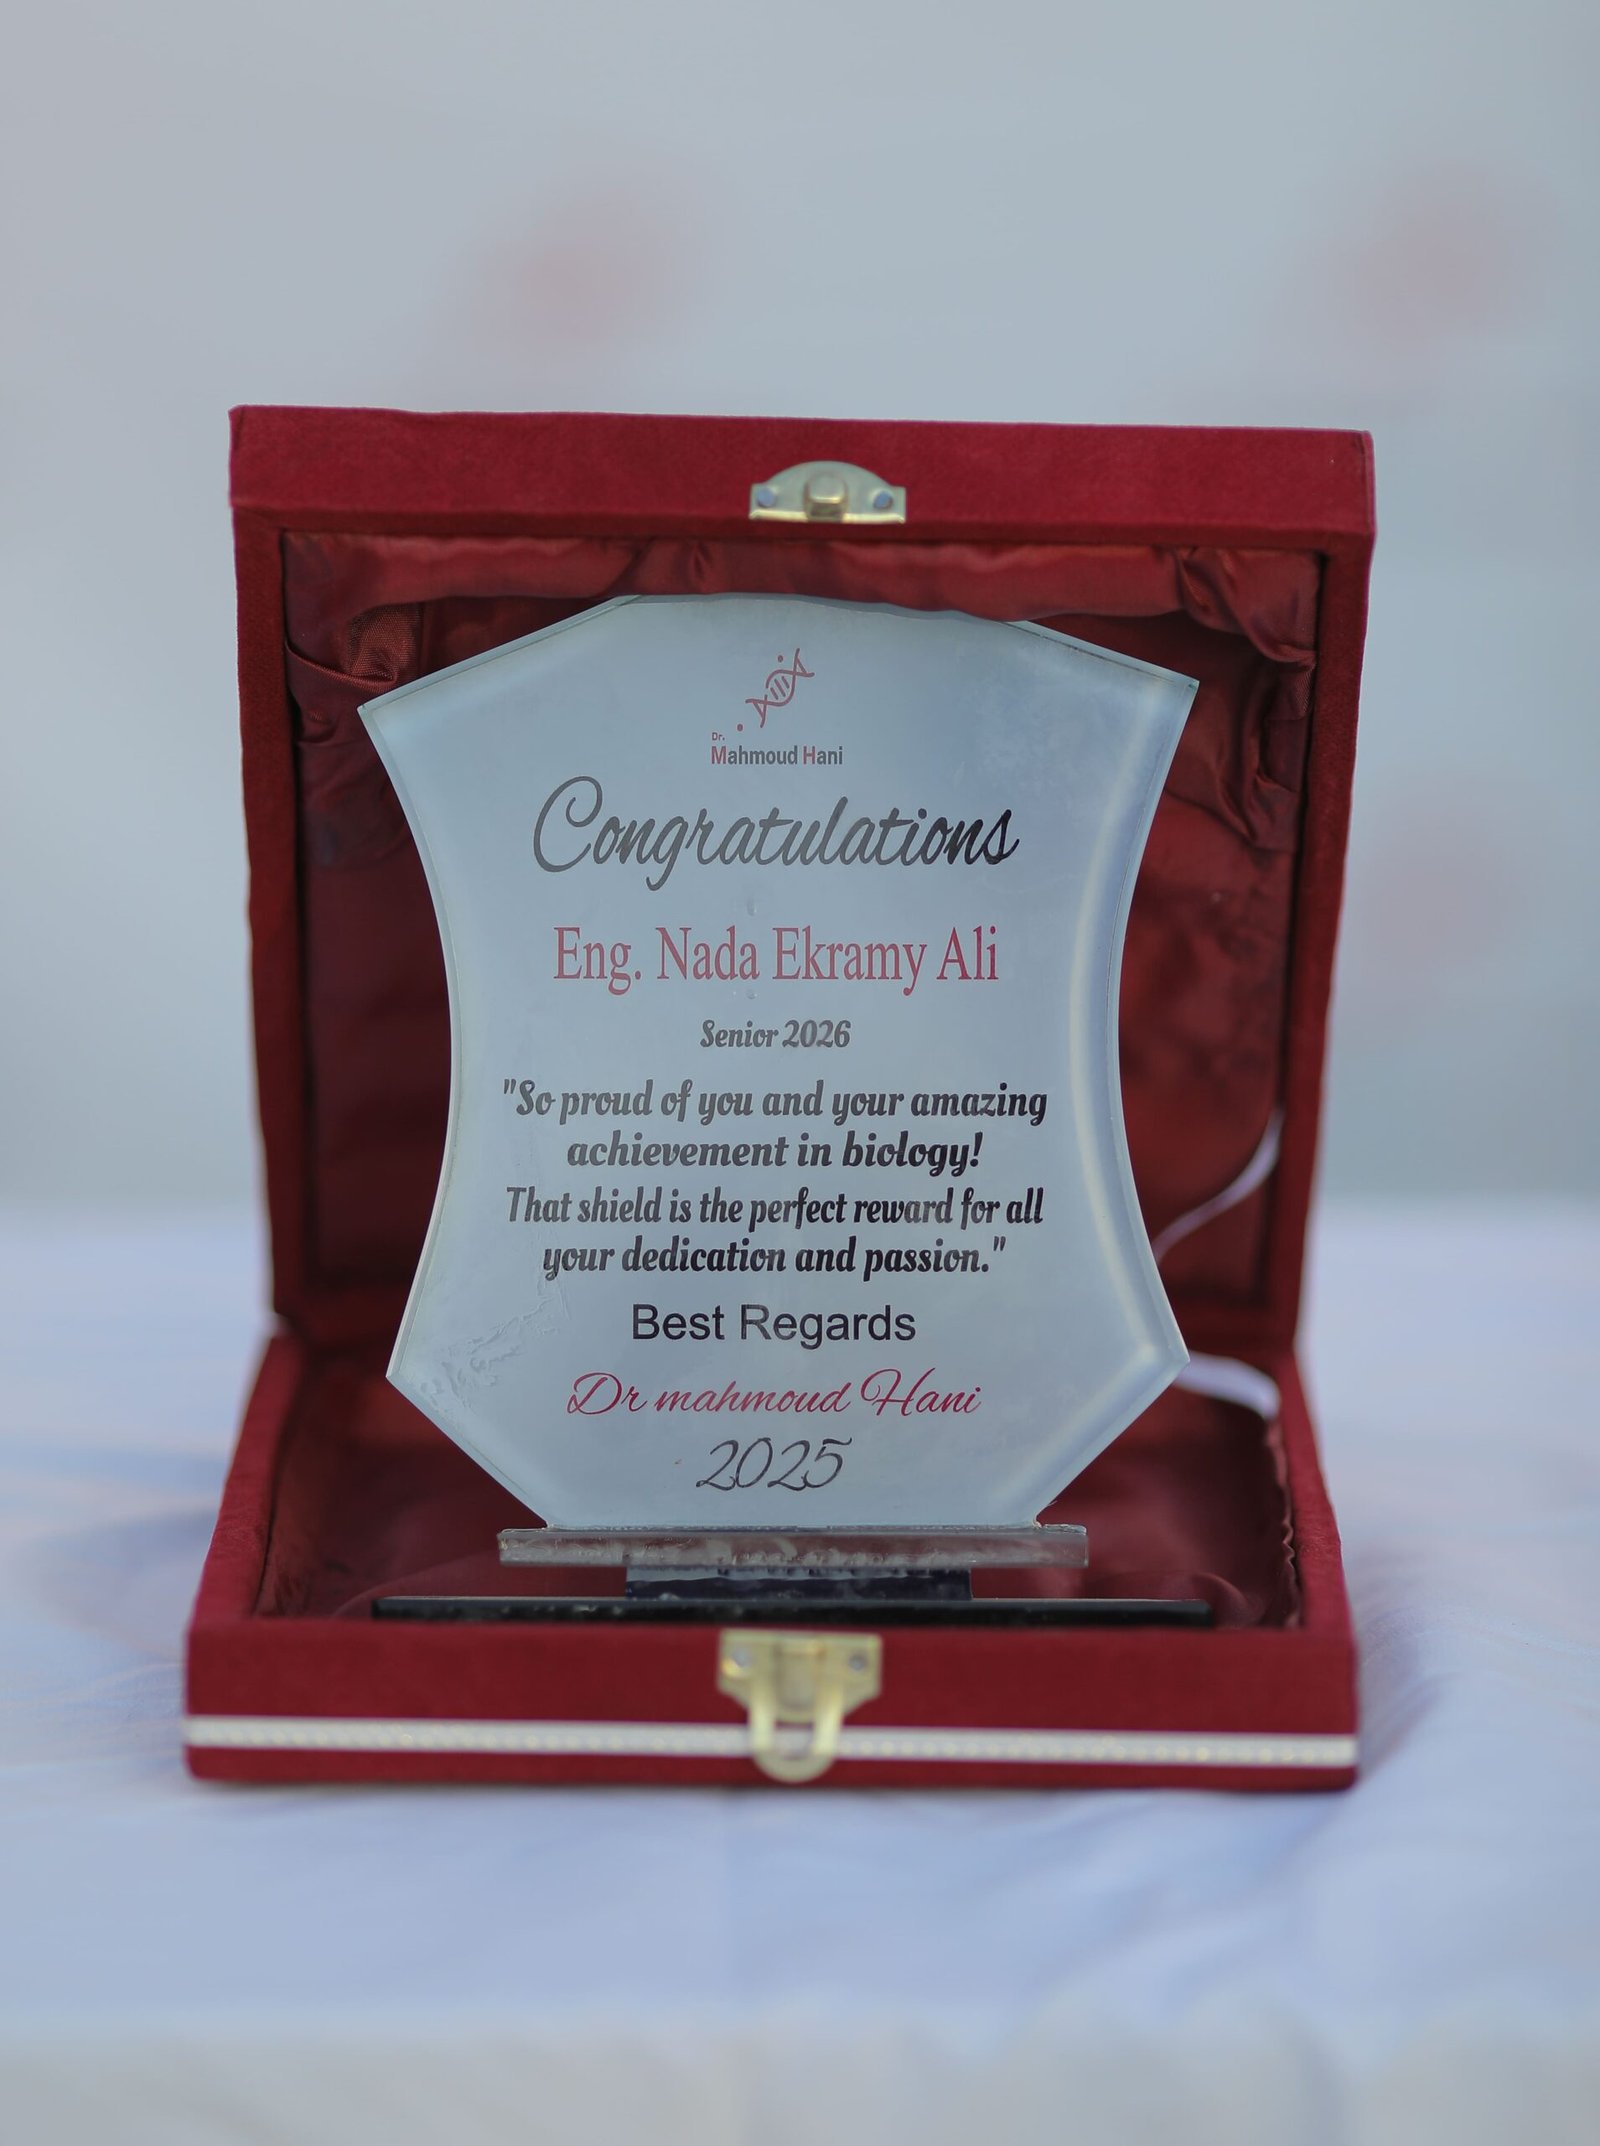 Dr.
Mahmoud Hani
Congratulations
Eng. Nada Ekramy Ali
Senior 2026
"So proud of you and your amazing
achievement in biology!
That shield is the perfect reward for all
your dedication and passion."
Best Regards
Dr mahmoud Hani
2025